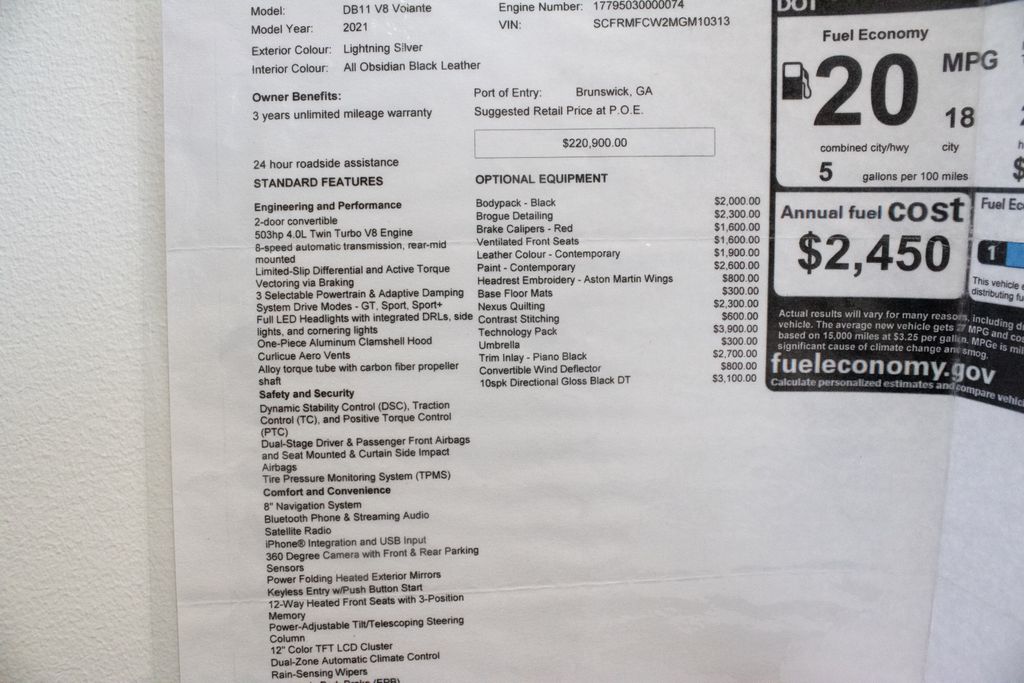 Model: DB11 V8 Volante
Engine Number: 17795030000074
Model Year: 2021
VIN: SCFRMFCW2MGM10313
Exterior Colour: Lightning Silver
Interior Colour: All Obsidian Black Leather
Owner Benefits:
3 years unlimited mileage warranty
Port of Entry: Brunswick, GA
Suggested Retail Price at P.O.E.
$220,900.00
24 hour roadside assistance
STANDARD FEATURES
Engineering and Performance
2-door convertible
503hp 4.0L Twin Turbo V8 Engine
8-speed automatic transmission, rear-mid
mounted
Limited-Slip Differential and Active Torque
Vectoring via Braking
3 Selectable Powertrain & Adaptive Damping
System Drive Modes - GT, Sport, Sport+
Full LED Headlights with integrated DRLs, side
lights, and cornering lights
One-Piece Aluminum Clamshell Hood
Curlicue Aero Vents
Alloy torque tube with carbon fiber propeller
shaft
Safety and Security
Dynamic Stability Control (DSC), Traction
Control (TC), and Positive Torque Control
(PTC)
Dual-Stage Driver & Passenger Front Airbags
and Seat Mounted & Curtain Side Impact
Airbags
Tire Pressure Monitoring System (TPMS)
Comfort and Convenience
8" Navigation System
Bluetooth Phone & Streaming Audio
Satellite Radio
iPhone® Integration and USB Input
360 Degree Camera with Front & Rear Parking
Sensors
Power Folding Heated Exterior Mirrors
Keyless Entry w/Push Button Start
12-Way Heated Front Seats with 3-Position
Memory
Power-Adjustable Tilt/Telescoping Steering
Column
12" Color TFT LCD Cluster
Dual-Zone Automatic Climate Control
Rain-Sensing Wipers
OPTIONAL EQUIPMENT
Bodypack - Black $2,000.00
Brogue Detailing $2,300.00
Brake Calipers - Red $1,600.00
Ventilated Front Seats $1,600.00
Leather Colour - Contemporary $1,900.00
Paint - Contemporary $2,600.00
Headrest Embroidery - Aston Martin Wings $800.00
Base Floor Mats $300.00
Nexus Quilting $2,300.00
Contrast Stitching $600.00
Technology Pack $3,900.00
Umbrella $300.00
Trim Inlay - Piano Black $2,700.00
Convertible Wind Deflector $800.00
10spk Directional Gloss Black DT $3,100.00
DOT
Fuel Economy
20 MPG
18
combined city/hwy city
5 gallons per 100 miles
Annual fuel cost
$2,450
Fuel Ec
1
This vehicle
distributing fu
Actual results will vary for many reasons, including
vehicle. The average new vehicle gets 27 MPG and cos
based on 15,000 miles at $3.25 per gallon. MPGe is mil
significant cause of climate change and smog.
fueleconomy.gov
Calculate personalized estimates and compare vehic